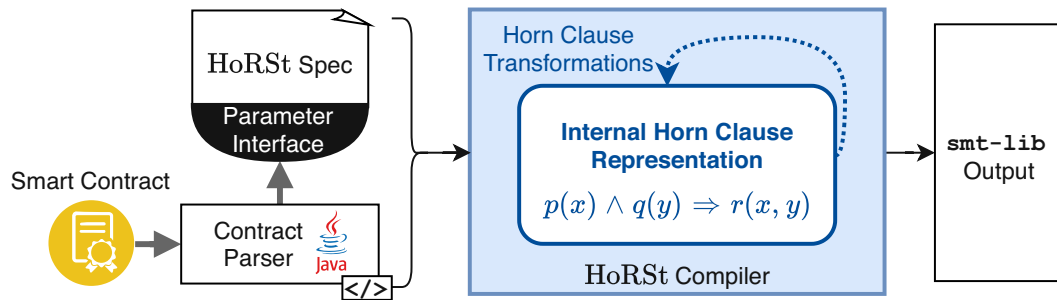 HoRSt Spec
Parameter
Interface
Smart Contract
Contract
Parser
Java
</>
Horn Clause
Transformations
Internal Horn Clause
Representation
p(x) ∧ q(y) ⇒ r(x, y)
HoRSt Compiler
smt-lib
Output